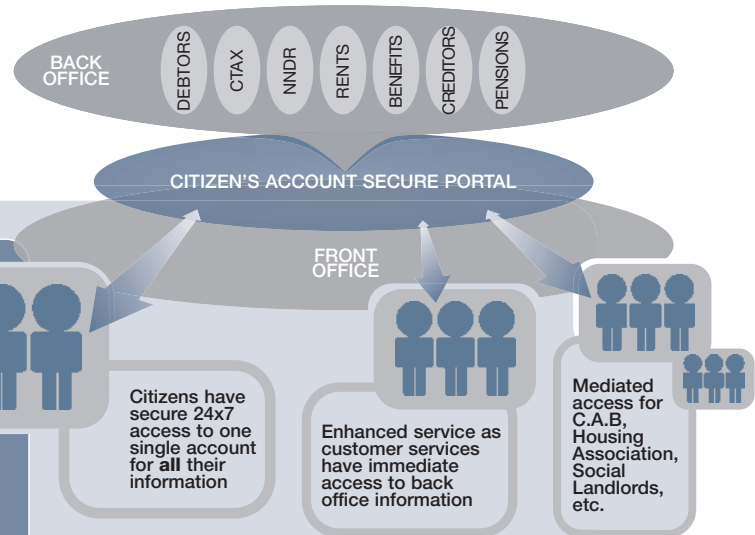 BACK
OFFICE
DEBTORS
CTAX
NNDR
RENTS
BENEFITS
CREDITORS
PENSIONS
CITIZEN'S ACCOUNT SECURE PORTAL
FRONT
OFFICE
Citizens have
secure 24x7
access to one
single account
for all their
information
Enhanced service as
customer services
have immediate
access to back
office information
Mediated
access for
C.A.B,
Housing
Association,
Social
Landlords,
etc.